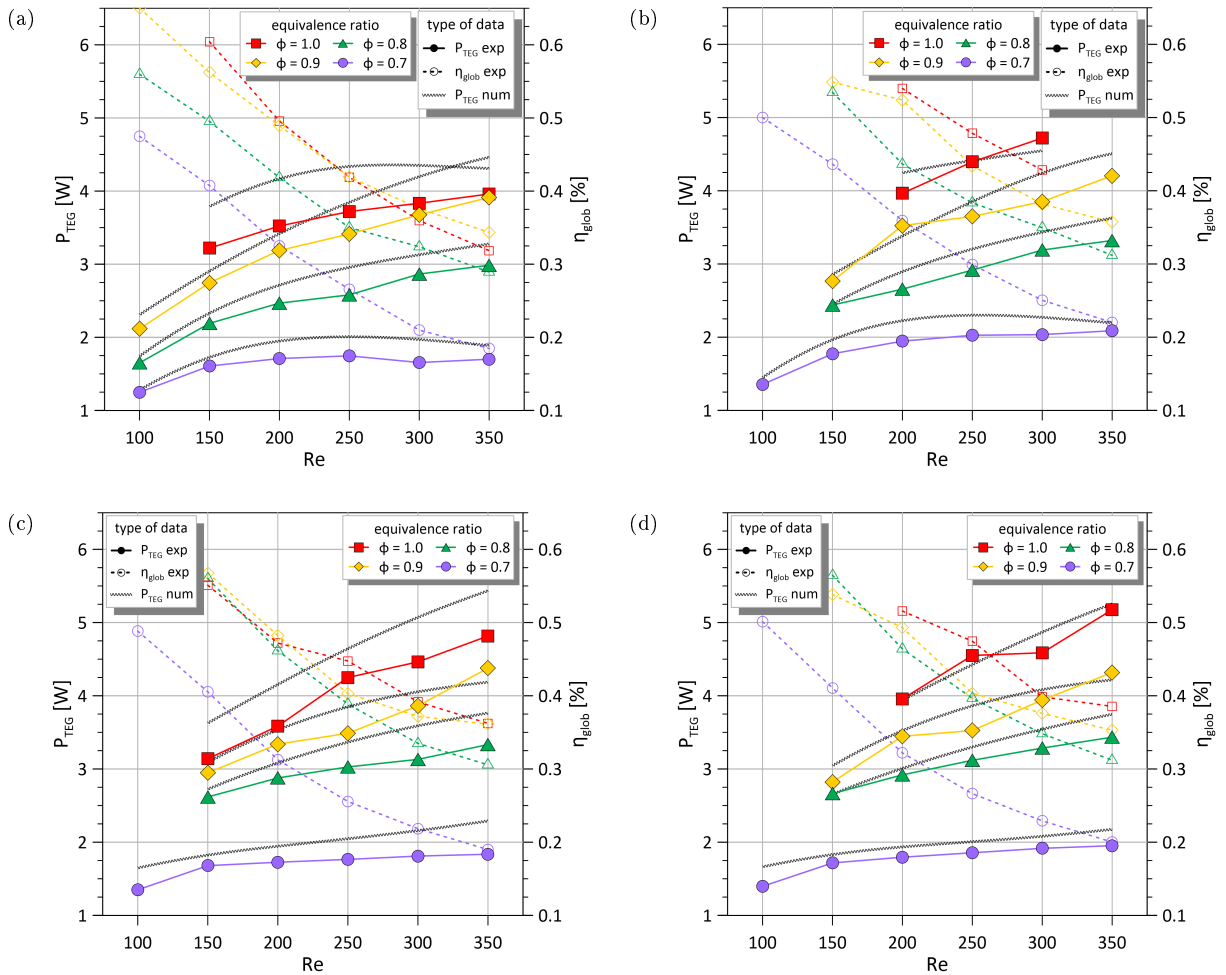 (a)
equivalence ratio
ϕ = 1.0 ϕ = 0.8
ϕ = 0.9 ϕ = 0.7
type of data
P_TEG exp
η_glob exp
P_TEG num
P_TEG [W]
6
5
4
3
2
1
0.6
0.5
0.4
0.3
0.2
0.1
η_glob [%]
100 150 200 250 300 350
Re
(b)
equivalence ratio
ϕ = 1.0 ϕ = 0.8
ϕ = 0.9 ϕ = 0.7
type of data
P_TEG exp
η_glob exp
P_TEG num
P_TEG [W]
6
5
4
3
2
1
0.6
0.5
0.4
0.3
0.2
0.1
η_glob [%]
100 150 200 250 300 350
Re
(c)
type of data
P_TEG exp
η_glob exp
P_TEG num
equivalence ratio
ϕ = 1.0 ϕ = 0.8
ϕ = 0.9 ϕ = 0.7
P_TEG [W]
6
5
4
3
2
1
0.6
0.5
0.4
0.3
0.2
0.1
η_glob [%]
100 150 200 250 300 350
Re
(d)
type of data
P_TEG exp
η_glob exp
P_TEG num
equivalence ratio
ϕ = 1.0 ϕ = 0.8
ϕ = 0.9 ϕ = 0.7
P_TEG [W]
6
5
4
3
2
1
0.6
0.5
0.4
0.3
0.2
0.1
η_glob [%]
100 150 200 250 300 350
Re